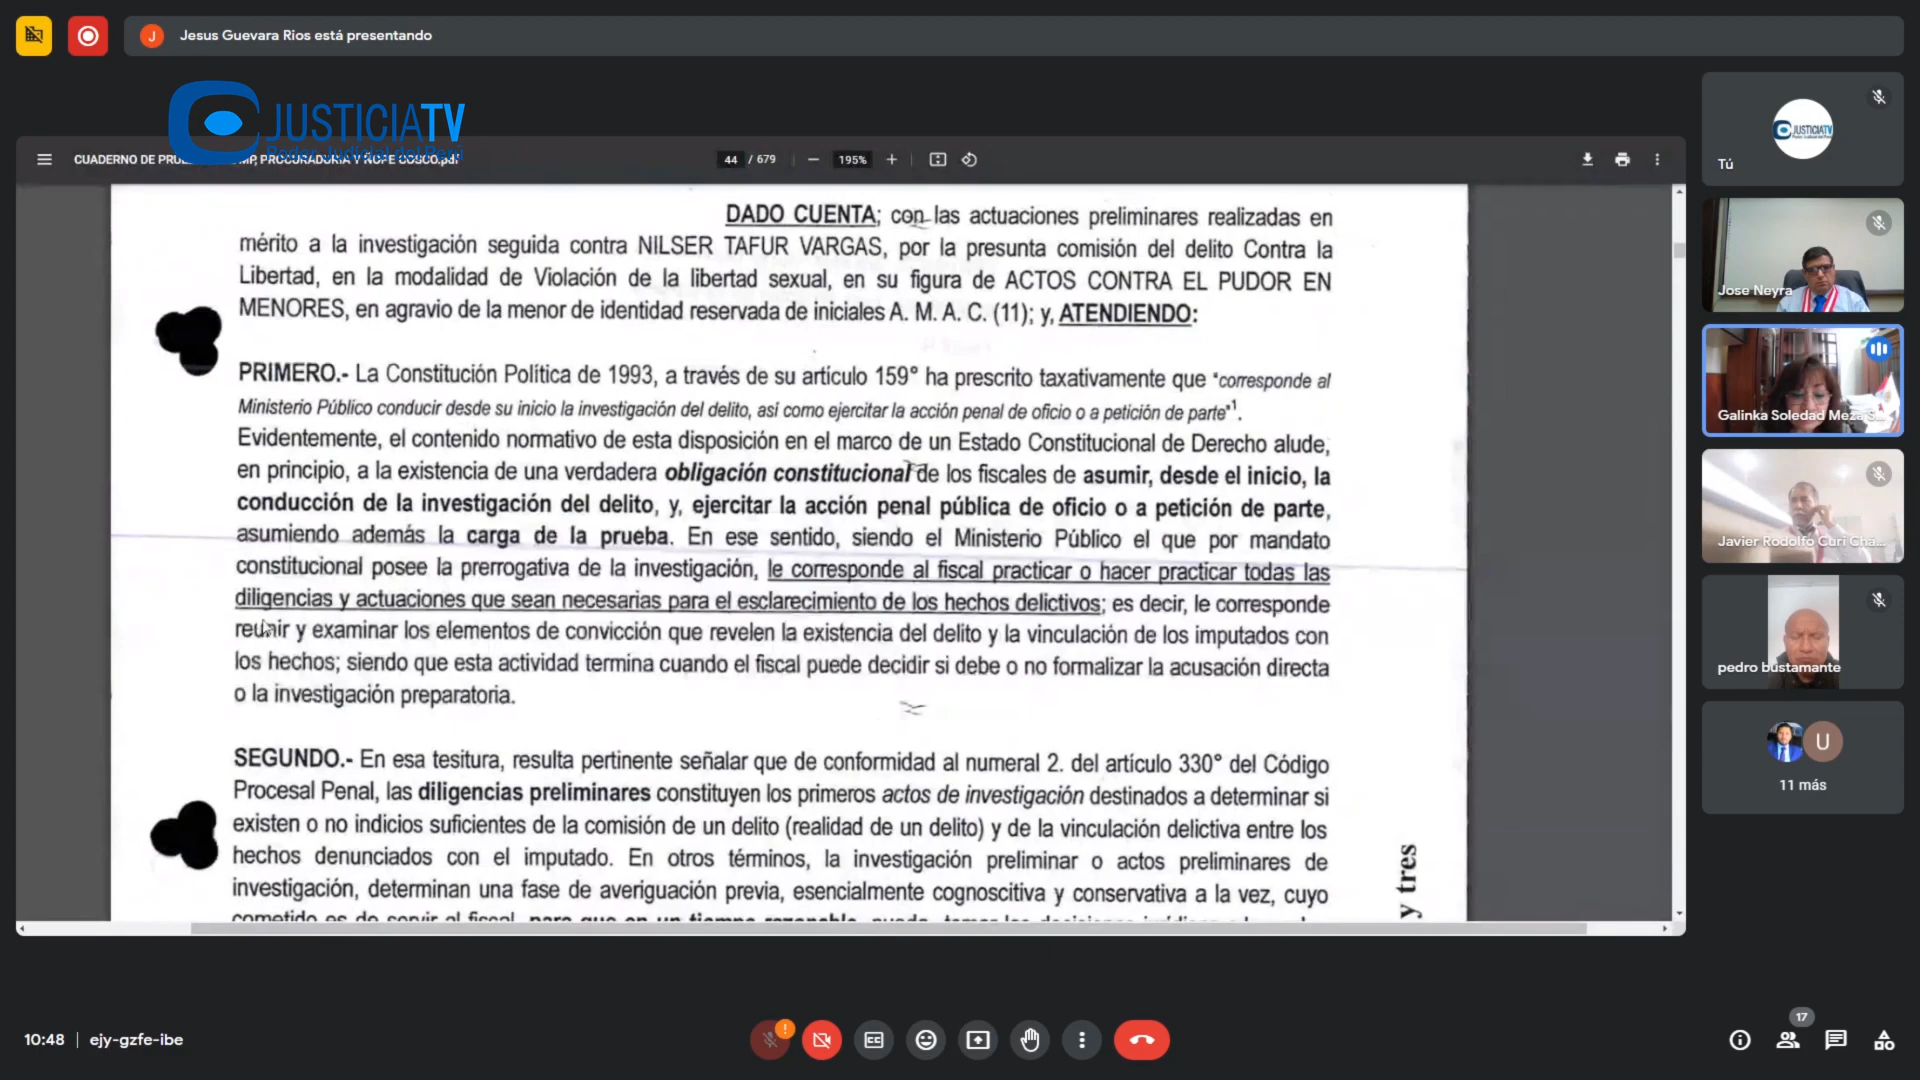 Jesus Guevara Rios está presentando
JUSTICIATV
Poder Judicial del Perú
44 / 679
195%
DADO CUENTA; con las actuaciones preliminares realizadas en
mérito a la investigación seguida contra NILSER TAFUR VARGAS, por la presunta comisión del delito Contra la
Libertad, en la modalidad de Violación de la libertad sexual, en su figura de ACTOS CONTRA EL PUDOR EN
MENORES, en agravio de la menor de identidad reservada de iniciales A. M. A. C. (11); y, ATENDIENDO:
PRIMERO.- La Constitución Política de 1993, a través de su artículo 159° ha prescrito taxativamente que "corresponde al
Ministerio Público conducir desde su inicio la investigación del delito, así como ejercitar la acción penal de oficio o a petición de parte"¹.
Evidentemente, el contenido normativo de esta disposición en el marco de un Estado Constitucional de Derecho alude,
en principio, a la existencia de una verdadera obligación constitucional de los fiscales de asumir, desde el inicio, la
conducción de la investigación del delito, y, ejercitar la acción penal pública de oficio o a petición de parte,
asumiendo además la carga de la prueba. En ese sentido, siendo el Ministerio Público el que por mandato
constitucional posee la prerrogativa de la investigación, le corresponde al fiscal practicar o hacer practicar todas las
diligencias y actuaciones que sean necesarias para el esclarecimiento de los hechos delictivos; es decir, le corresponde
reunir y examinar los elementos de convicción que revelen la existencia del delito y la vinculación de los imputados con
los hechos; siendo que esta actividad termina cuando el fiscal puede decidir si debe o no formalizar la acusación directa
o la investigación preparatoria.
SEGUNDO.- En esa tesitura, resulta pertinente señalar que de conformidad al numeral 2. del artículo 330° del Código
Procesal Penal, las diligencias preliminares constituyen los primeros actos de investigación destinados a determinar si
existen o no indicios suficientes de la comisión de un delito (realidad de un delito) y de la vinculación delictiva entre los
hechos denunciados con el imputado. En otros términos, la investigación preliminar o actos preliminares de
investigación, determinan una fase de averiguación previa, esencialmente cognoscitiva y conservativa a la vez, cuyo
cometido es de servir al fiscal, para que en un tiempo razonable
y tres
Tú
Jose Neyra
Galinka Soledad Meza S...
Javier Rodolfo Curi Cha...
pedro bustamante
U
11 más
10:48 | ejy-gzfe-ibe
17